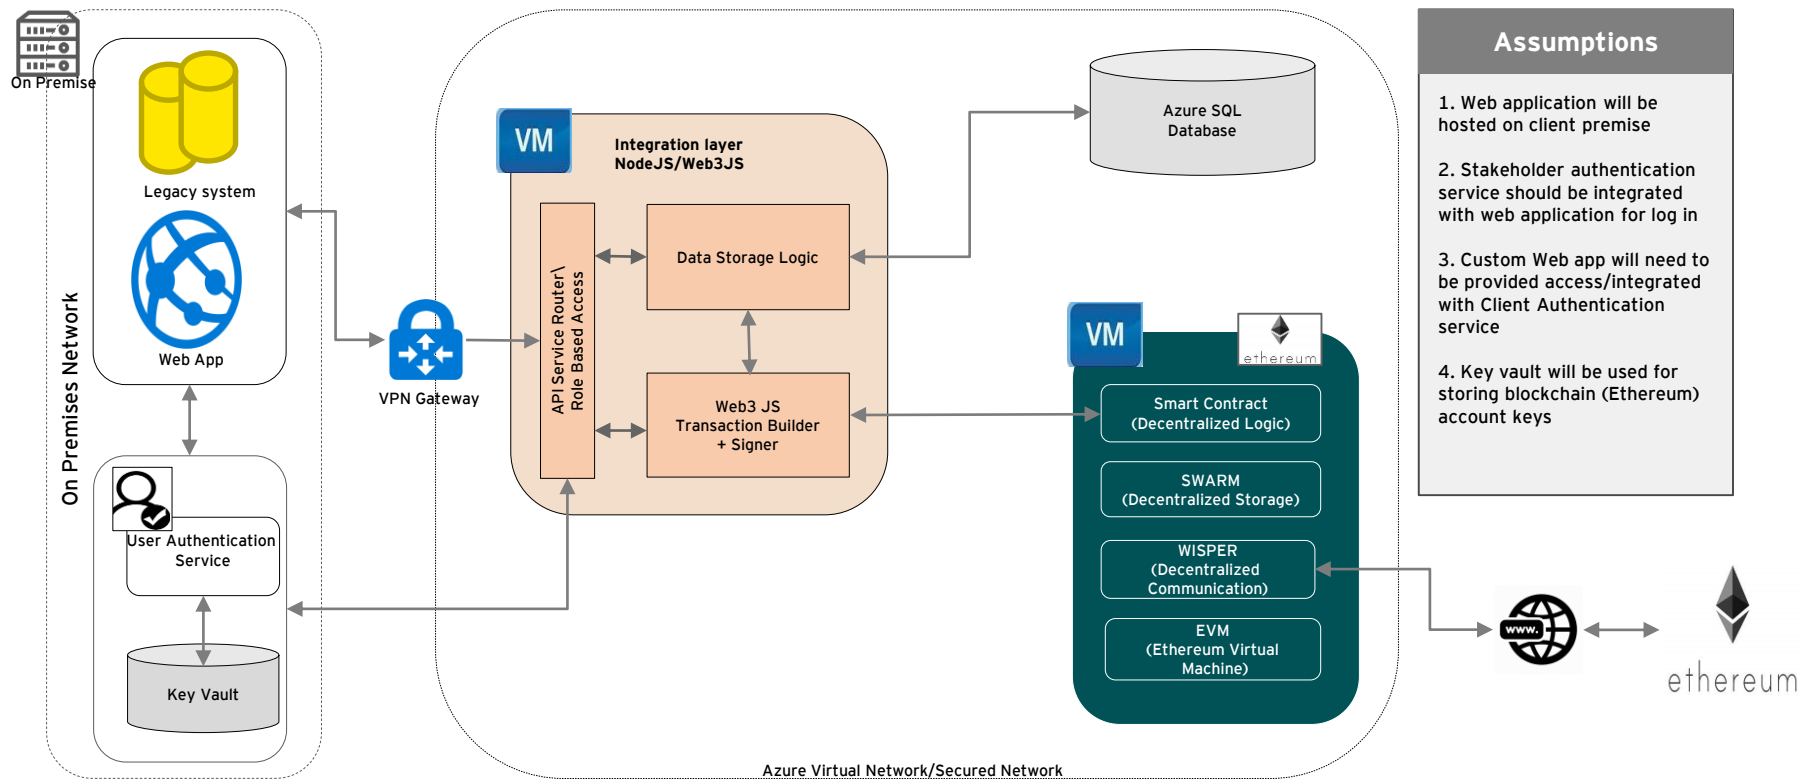 On Premise
Legacy system
Web App
On Premises Network
User Authentication
Service
Key Vault
VPN Gateway
VM
Integration layer
NodeJS/Web3JS
API Service Router\
Role Based Access
Data Storage Logic
Web3 JS
Transaction Builder
+ Signer
Azure SQL
Database
VM
ethereum
Smart Contract
(Decentralized Logic)
SWARM
(Decentralized Storage)
WISPER
(Decentralized
Communication)
EVM
(Ethereum Virtual
Machine)
Azure Virtual Network/Secured Network
www.
ethereum
Assumptions
1. Web application will be
hosted on client premise
2. Stakeholder authentication
service should be integrated
with web application for log in
3. Custom Web app will need to
be provided access/integrated
with Client Authentication
service
4. Key vault will be used for
storing blockchain (Ethereum)
account keys